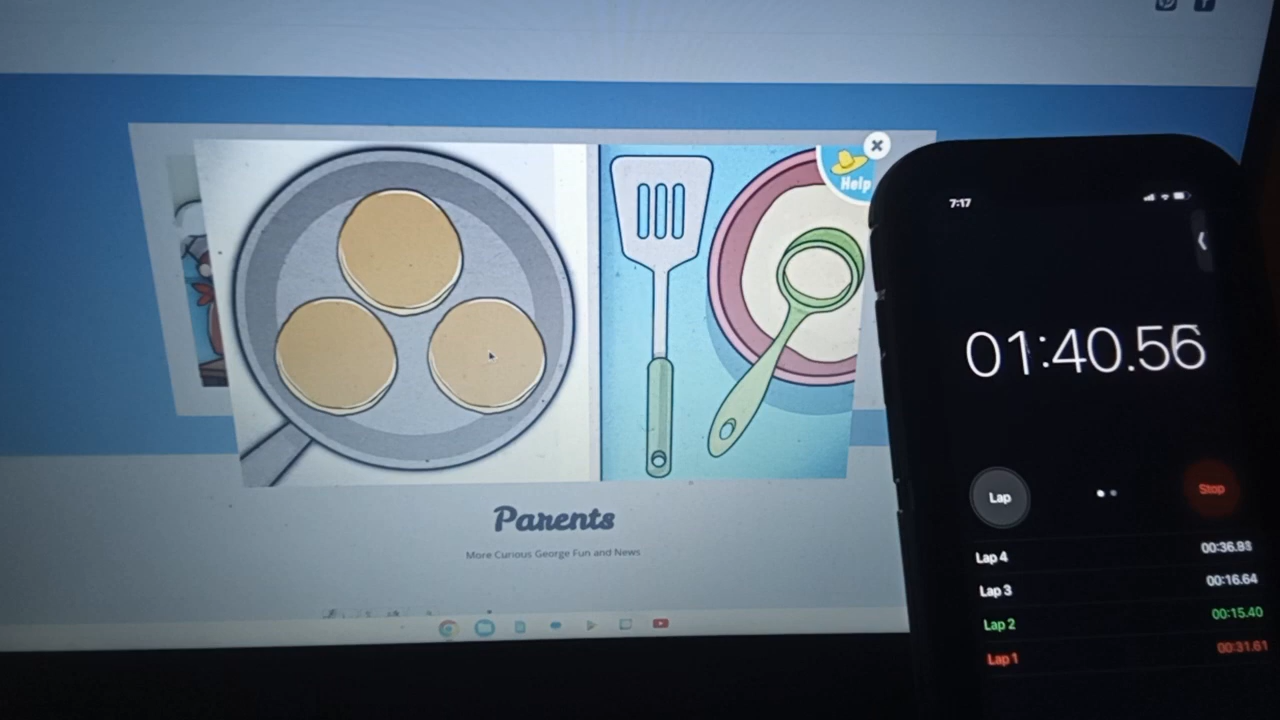 Help
Parents
More Curious George Fun and News
7:17
01:40.56
Lap
Stop
Lap 4 00:36.93
Lap 3 00:16.64
Lap 2 00:15.40
Lap 1 00:31.61